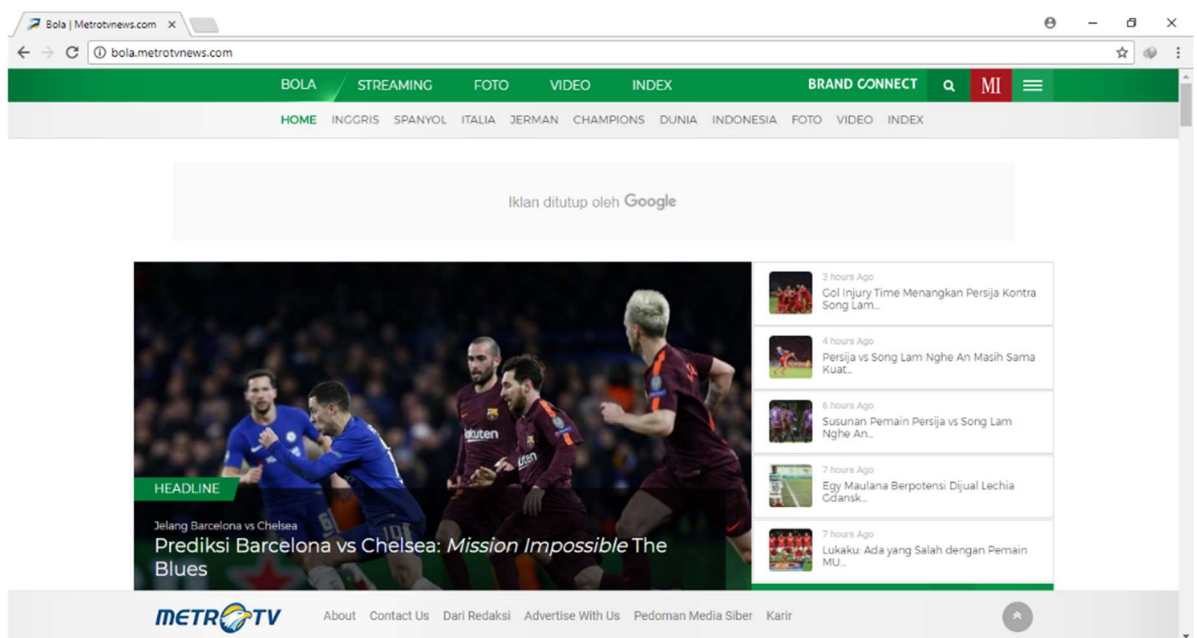 Bola | Metrotvnews.com
bola.metrotvnews.com
BOLA STREAMING FOTO VIDEO INDEX BRAND CONNECT MI
HOME INGGRIS SPANYOL ITALIA JERMAN CHAMPIONS DUNIA INDONESIA FOTO VIDEO INDEX
Iklan ditutup oleh Google
HEADLINE
Jelang Barcelona vs Chelsea
Prediksi Barcelona vs Chelsea: Mission Impossible The
Blues
3 hours Ago
Gol Injury Time Menangkan Persija Kontra
Song Lam...
4 hours Ago
Persija vs Song Lam Nghe An Masih Sama
Kuat...
6 hours Ago
Susunan Pemain Persija vs Song Lam
Nghe An...
7 hours Ago
Egy Maulana Berpotensi Dijual Lechia
Gdansk...
7 hours Ago
Lukaku: Ada yang Salah dengan Pemain
MU...
METRO TV About Contact Us Dari Redaksi Advertise With Us Pedoman Media Siber Karir